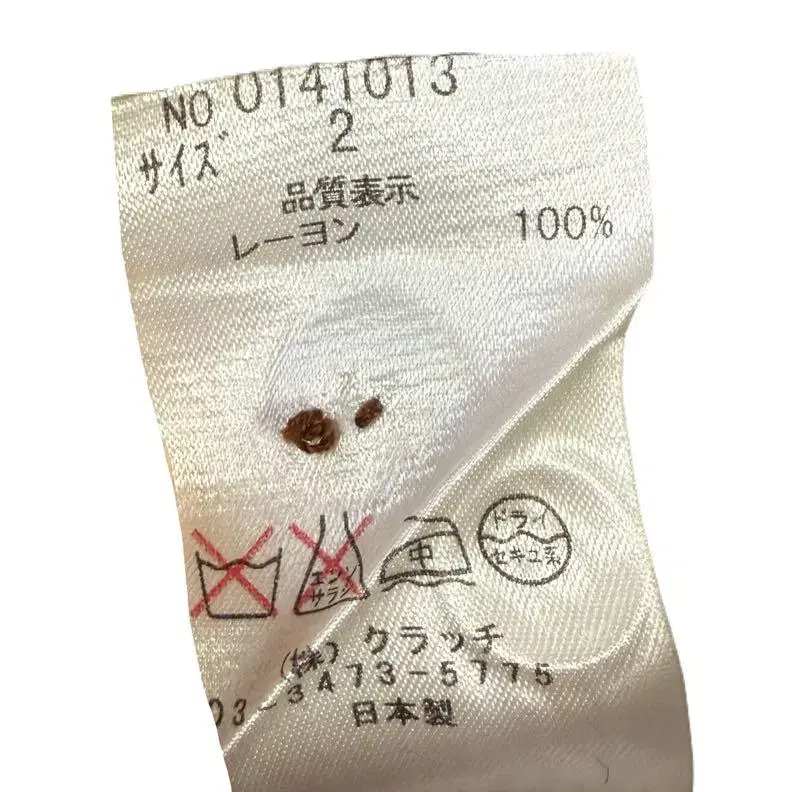 NO 0141013
サイズ 2
品質表示
レーヨン 100%
エンソ
サラシ
中
ドライ
セキユ系
(株) クラッチ
03-3473-5775
日本製